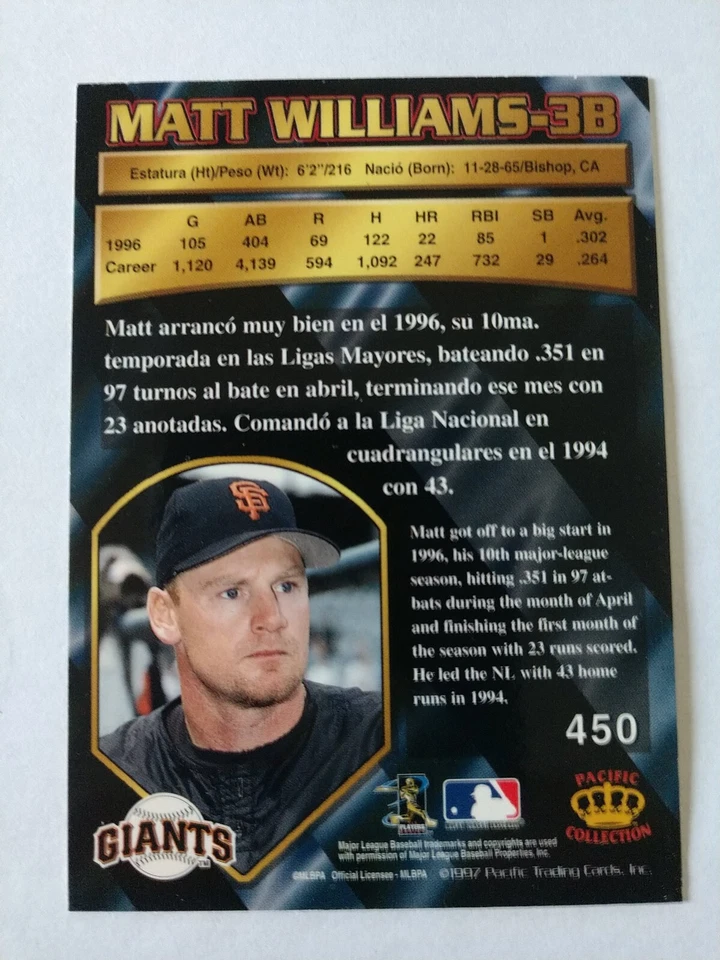 MATT WILLIAMS-3B
Estatura (Ht)/Peso (Wt): 6'2"/216 Nació (Born): 11-28-65/Bishop, CA
G AB R H HR RBI SB Avg.
1996 105 404 69 122 22 85 1 .302
Career 1,120 4,139 594 1,092 247 732 29 .264
Matt arrancó muy bien en el 1996, su 10ma.
temporada en las Ligas Mayores, bateando .351 en
97 turnos al bate en abril, terminando ese mes con
23 anotadas. Comandó a la Liga Nacional en
cuadrangulares en el 1994
con 43.
SF
Matt got off to a big start in
1996, his 10th major-league
season, hitting .351 in 97 at-
bats during the month of April
and finishing the first month of
the season with 23 runs scored.
He led the NL with 43 home
runs in 1994.
450
GIANTS
TM
PLAYERS
PACIFIC
COLLECTION
Major League Baseball trademarks and copyrights are used
with permission of Major League Baseball Properties, Inc.
©MLBPA Official Licensee - MLBPA ©1997 Pacific Trading Cards, Inc.